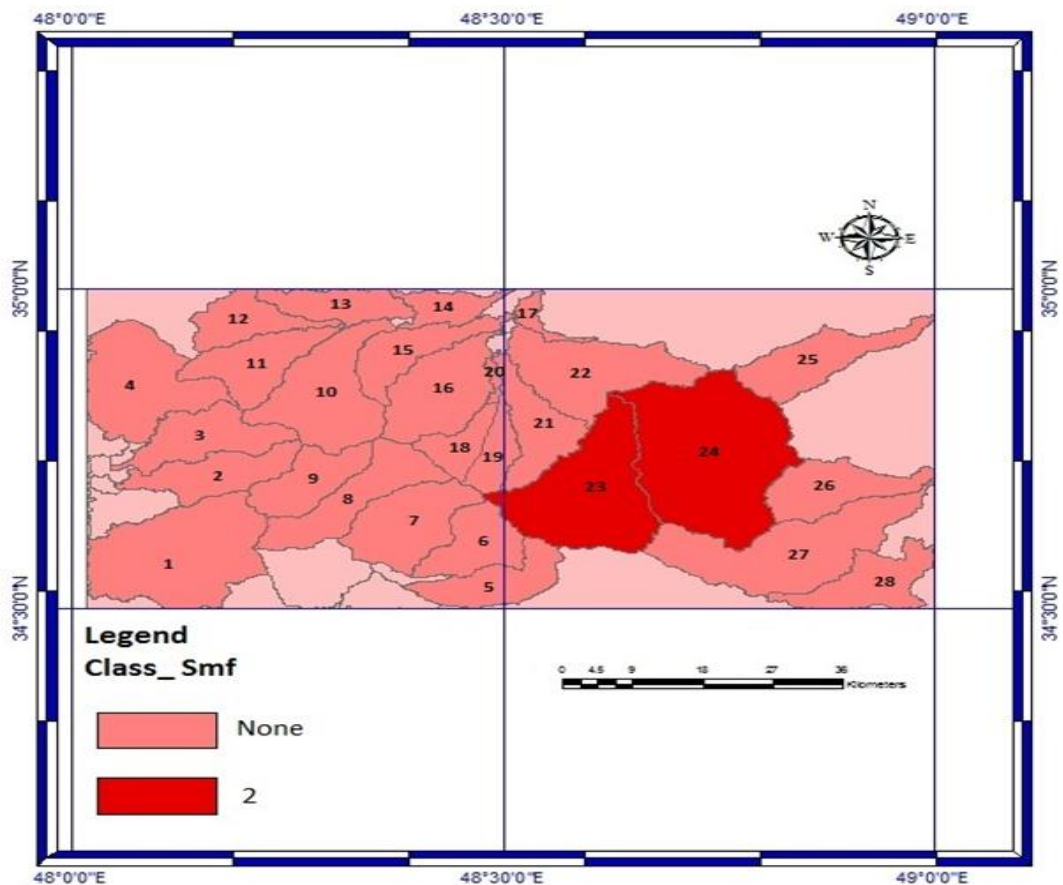 48°0'0"E 48°30'0"E 49°0'0"E
N
W E
S
35°0'0"N 35°0'0"N
13
14
17
12
15
11
20
22
25
4
10
16
21
3
18
24
19
2
9
23
26
8
7
6
27
1
28
5
34°30'0"N 34°30'0"N
Legend
Class_ Smf
None
2
0 4.5 9 18 27 36
Kilometers
48°0'0"E 48°30'0"E 49°0'0"E